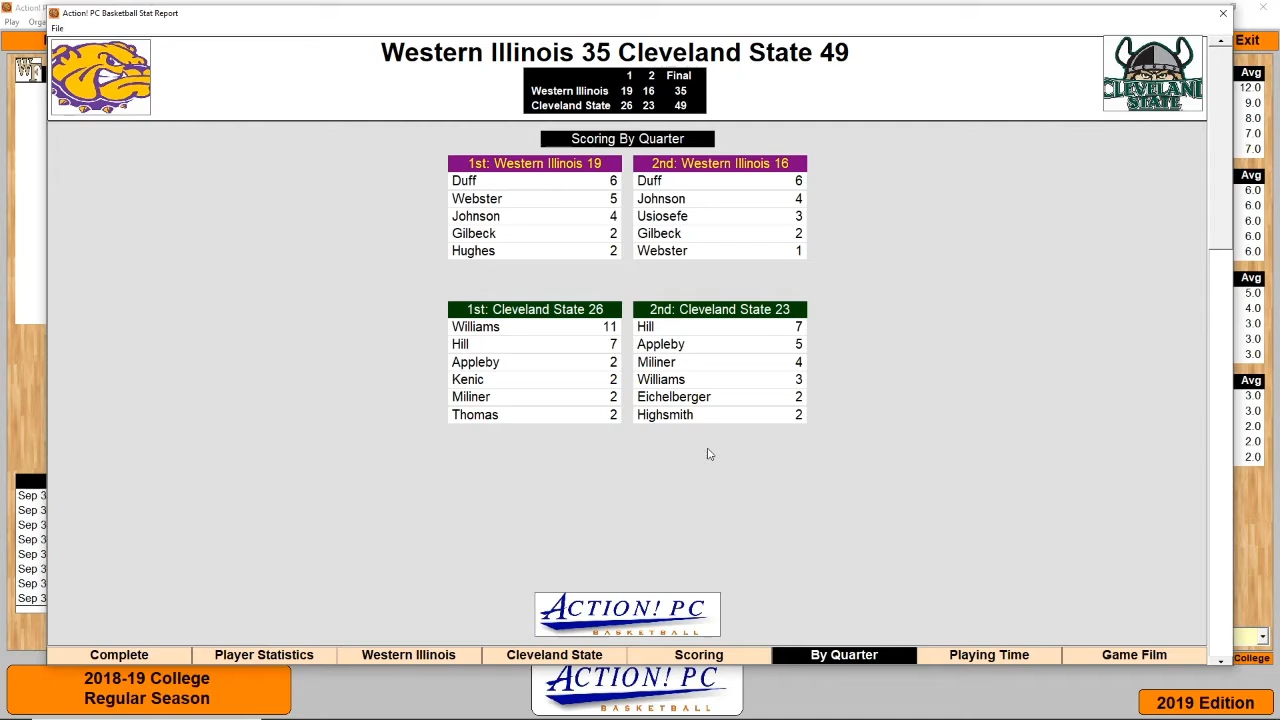 Action! P
Action! PC Basketball Stat Report
Play Orga
File
Exit
Western Illinois 35 Cleveland State 49
1 2 Final
Western Illinois 19 16 35
Cleveland State 26 23 49
CLEVELAND
STATE
Scoring By Quarter
1st: Western Illinois 19
Duff 6
Webster 5
Johnson 4
Gilbeck 2
Hughes 2
2nd: Western Illinois 16
Duff 6
Johnson 4
Usiosefe 3
Gilbeck 2
Webster 1
1st: Cleveland State 26
Williams 11
Hill 7
Appleby 2
Kenic 2
Miliner 2
Thomas 2
2nd: Cleveland State 23
Hill 7
Appleby 5
Miliner 4
Williams 3
Eichelberger 2
Highsmith 2
Avg
12.0
9.0
8.0
7.0
7.0
Avg
6.0
6.0
6.0
6.0
6.0
Avg
5.0
4.0
3.0
3.0
3.0
Avg
3.0
3.0
2.0
2.0
2.0
Sep 3
Sep 3
Sep 3
Sep 3
Sep 3
Sep 3
Sep 3
Sep 3
ACTION! PC
BASKETBALL
Complete Player Statistics Western Illinois Cleveland State Scoring By Quarter Playing Time Game Film
College
2018-19 College
Regular Season
ACTION! PC
BASKETBALL
2019 Edition